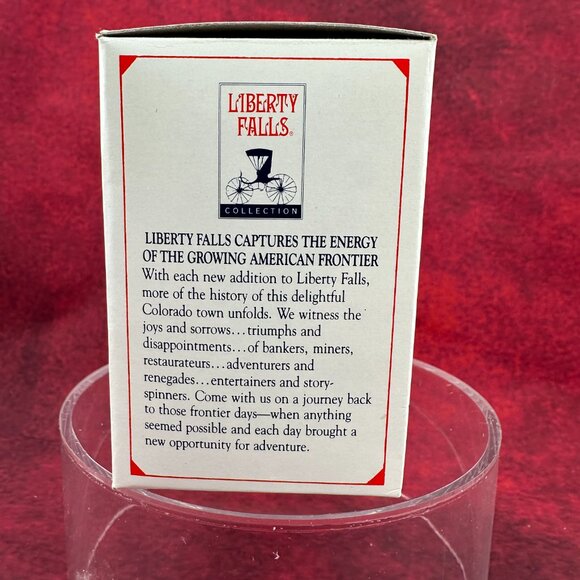 LIBERTY
FALLS®
COLLECTION
LIBERTY FALLS CAPTURES THE ENERGY
OF THE GROWING AMERICAN FRONTIER
With each new addition to Liberty Falls,
more of the history of this delightful
Colorado town unfolds. We witness the
joys and sorrows...triumphs and
disappointments...of bankers, miners,
restaurateurs...adventurers and
renegades...entertainers and story-
spinners. Come with us on a journey back
to those frontier days—when anything
seemed possible and each day brought a
new opportunity for adventure.